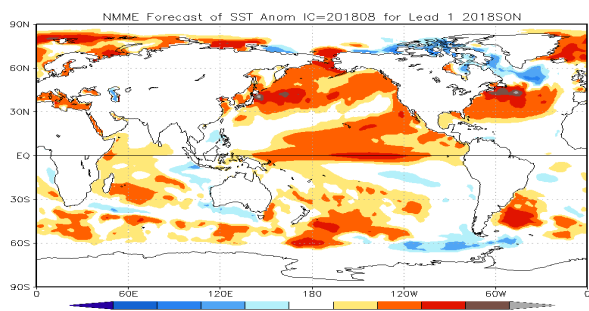 NMME Forecast of SST Anom IC=201808 for Lead 1 2018SON
90N
60N
30N
EQ
30S
60S
90S
0 60E 120E 180 120W 60W 0